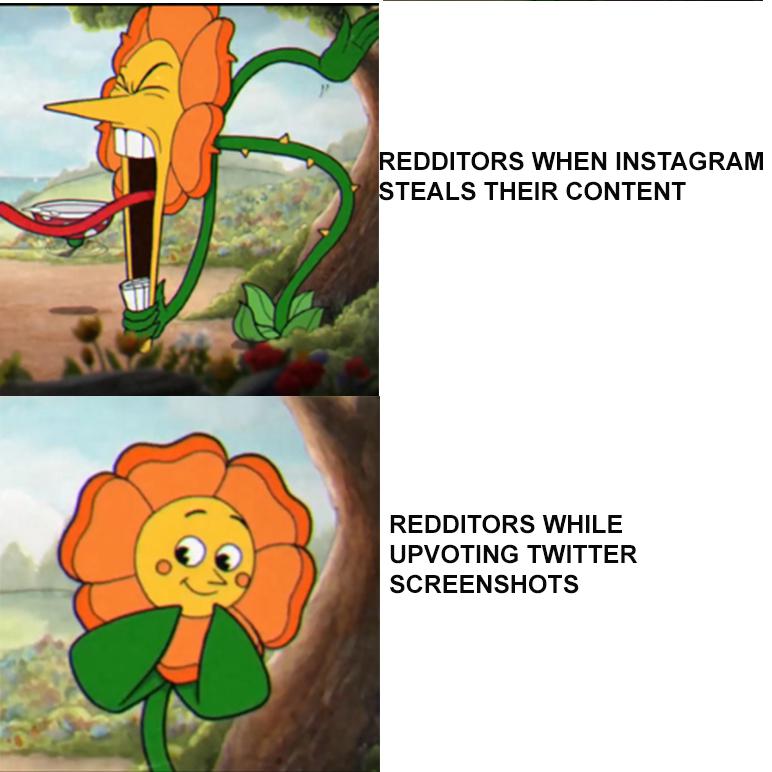 REDDITORS WHEN INSTAGRAM
STEALS THEIR CONTENT
REDDITORS WHILE
UPVOTING TWITTER
SCREENSHOTS